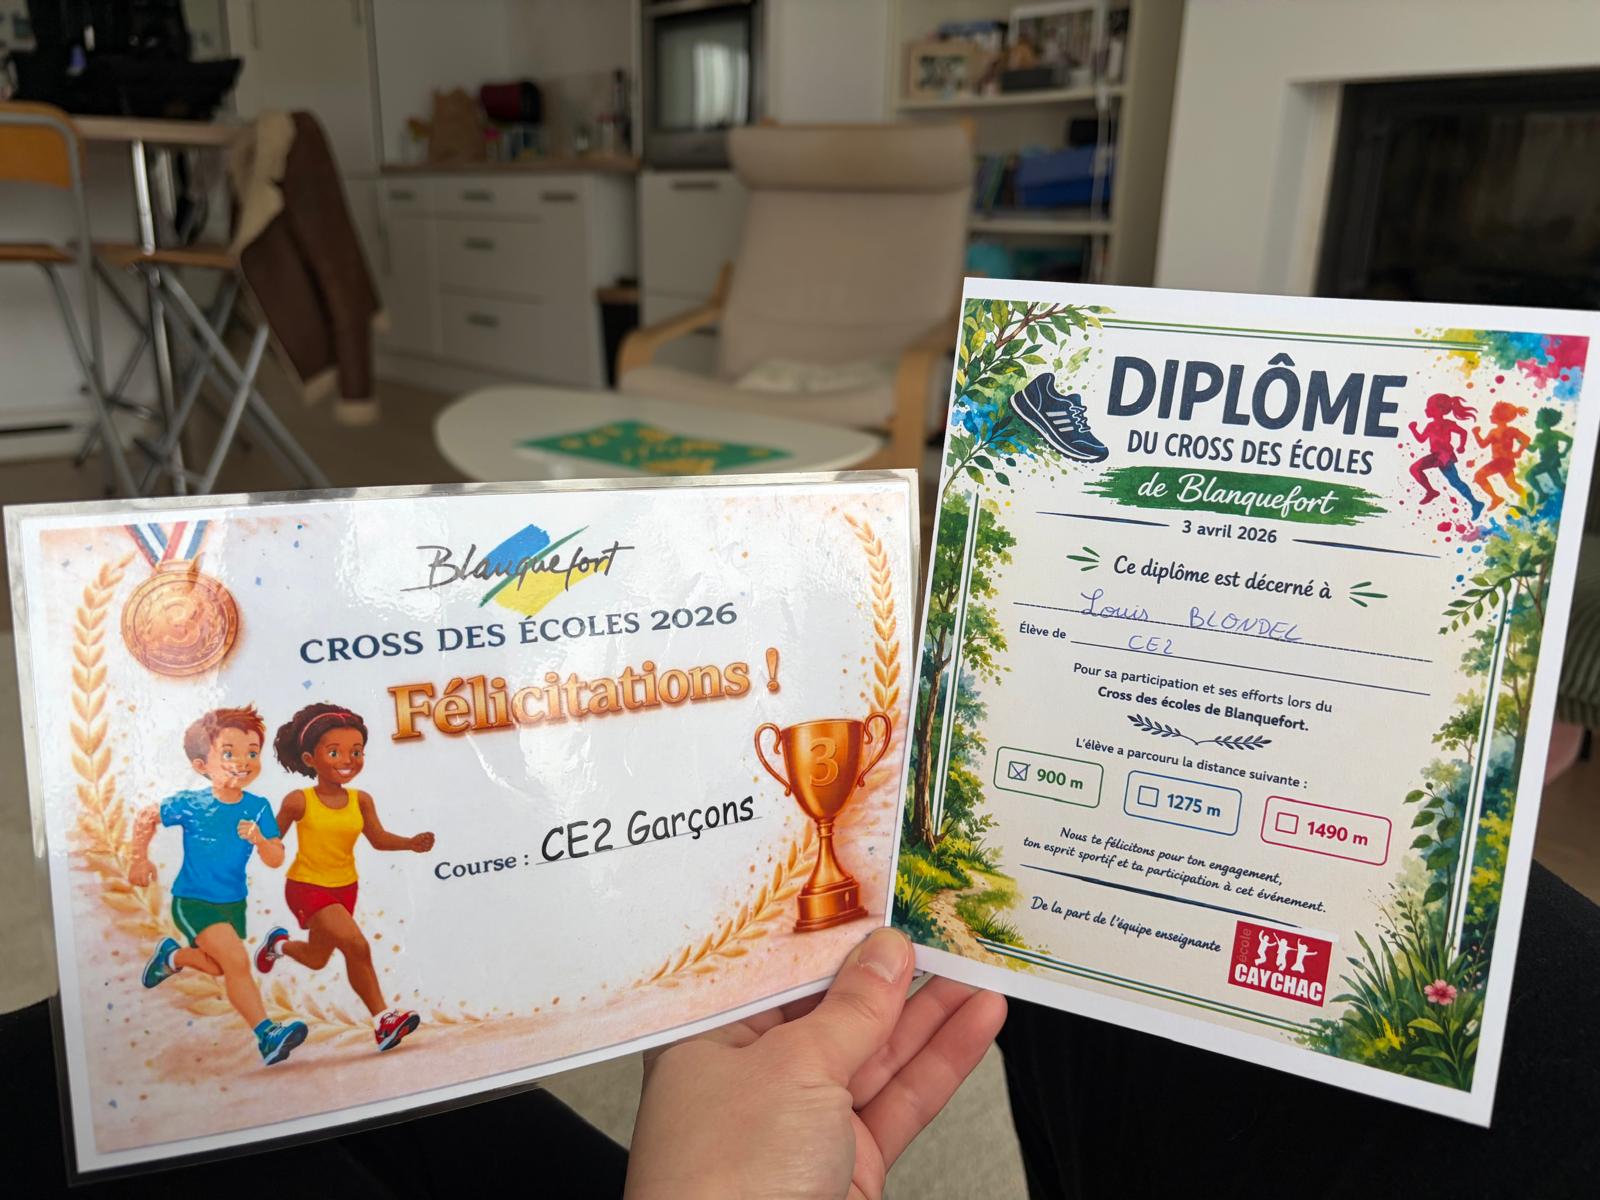 3
Blanquefort
CROSS DES ÉCOLES 2026
Félicitations !
3
Course : CE2 Garçons
DIPLÔME
DU CROSS DES ÉCOLES
de Blanquefort
3 avril 2026
Ce diplôme est décerné à
Louis BLONDEL
Élève de CE2
Pour sa participation et ses efforts lors du
Cross des écoles de Blanquefort.
L'élève a parcouru la distance suivante :
☒ 900 m ☐ 1275 m ☐ 1490 m
Nous te félicitons pour ton engagement,
ton esprit sportif et ta participation à cet événement.
De la part de l'équipe enseignante
école
CAYCHAC